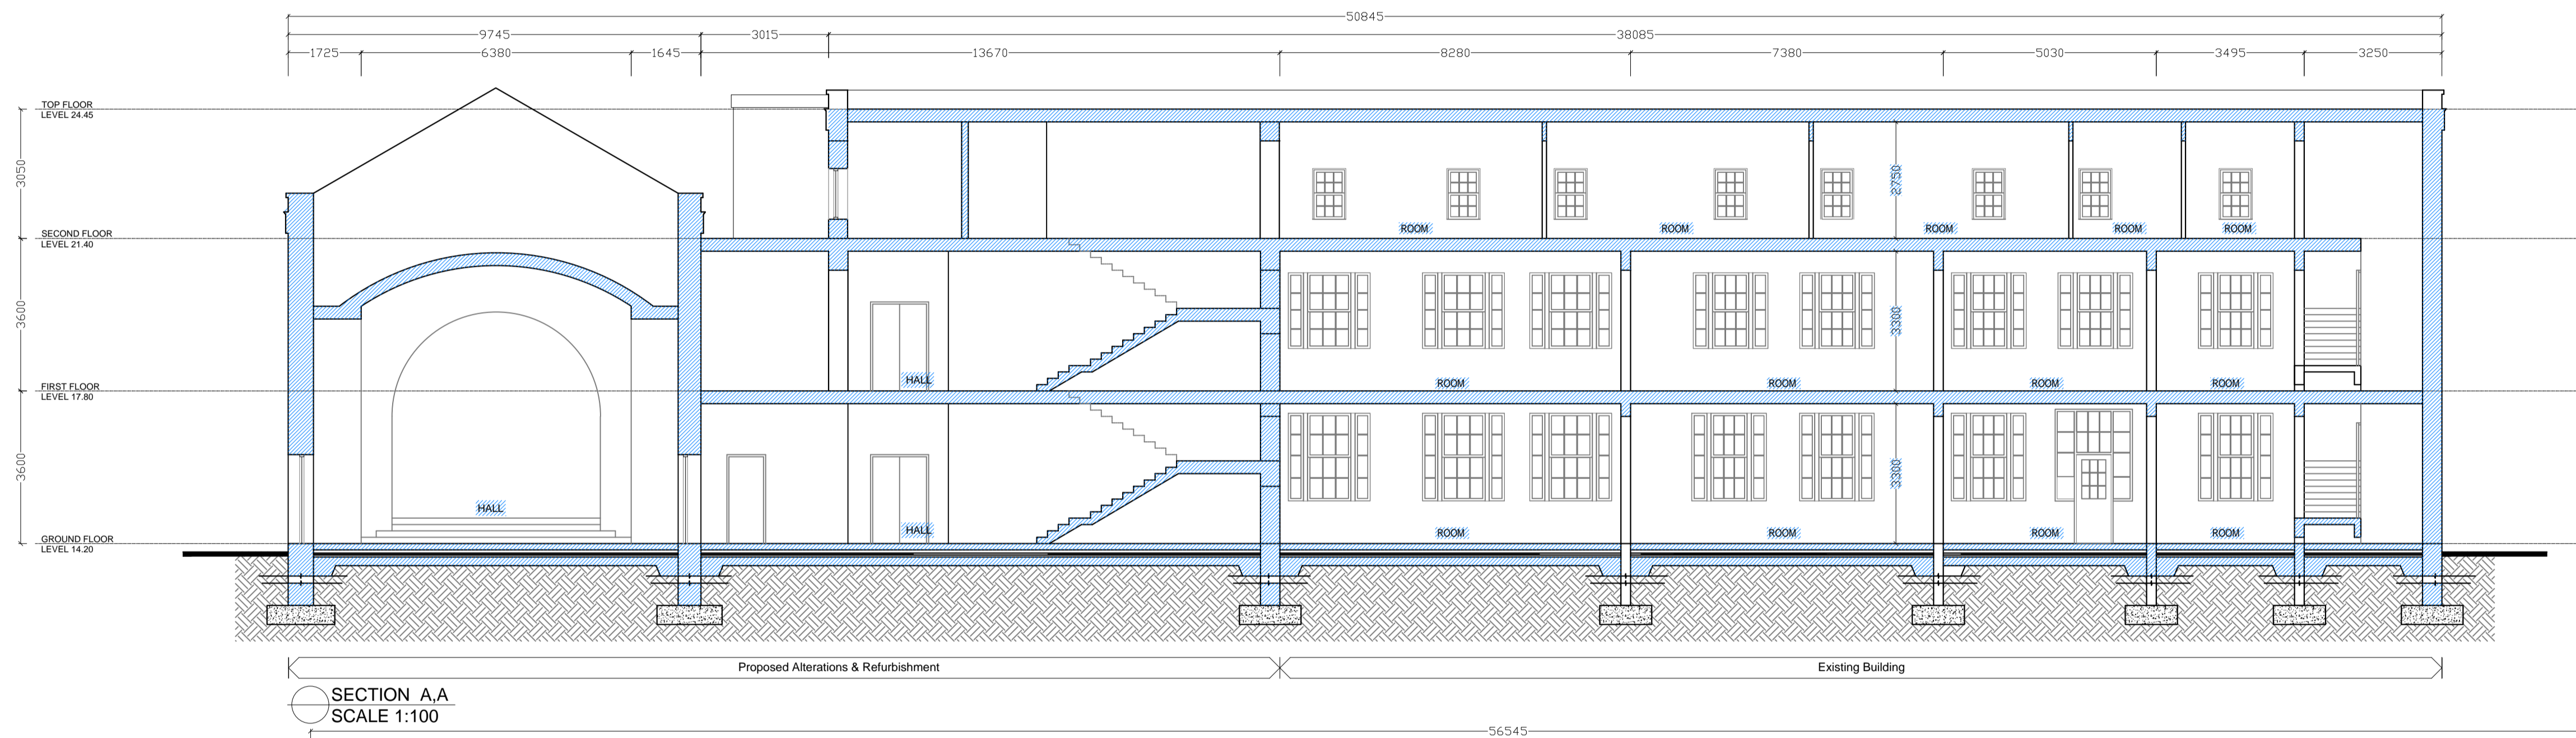 50845
9745 3015 38085
1725 6380 1645 13670 8280 7380 5030 3495 3250
TOP FLOOR
LEVEL 24.45
3050
2750
SECOND FLOOR
LEVEL 21.40
ROOM ROOM ROOM ROOM ROOM
3600
3300
FIRST FLOOR
LEVEL 17.80
HALL ROOM ROOM ROOM ROOM
3600
3300
HALL
HALL ROOM ROOM ROOM ROOM
GROUND FLOOR
LEVEL 14.20
Proposed Alterations & Refurbishment Existing Building
SECTION A,A
SCALE 1:100
56545